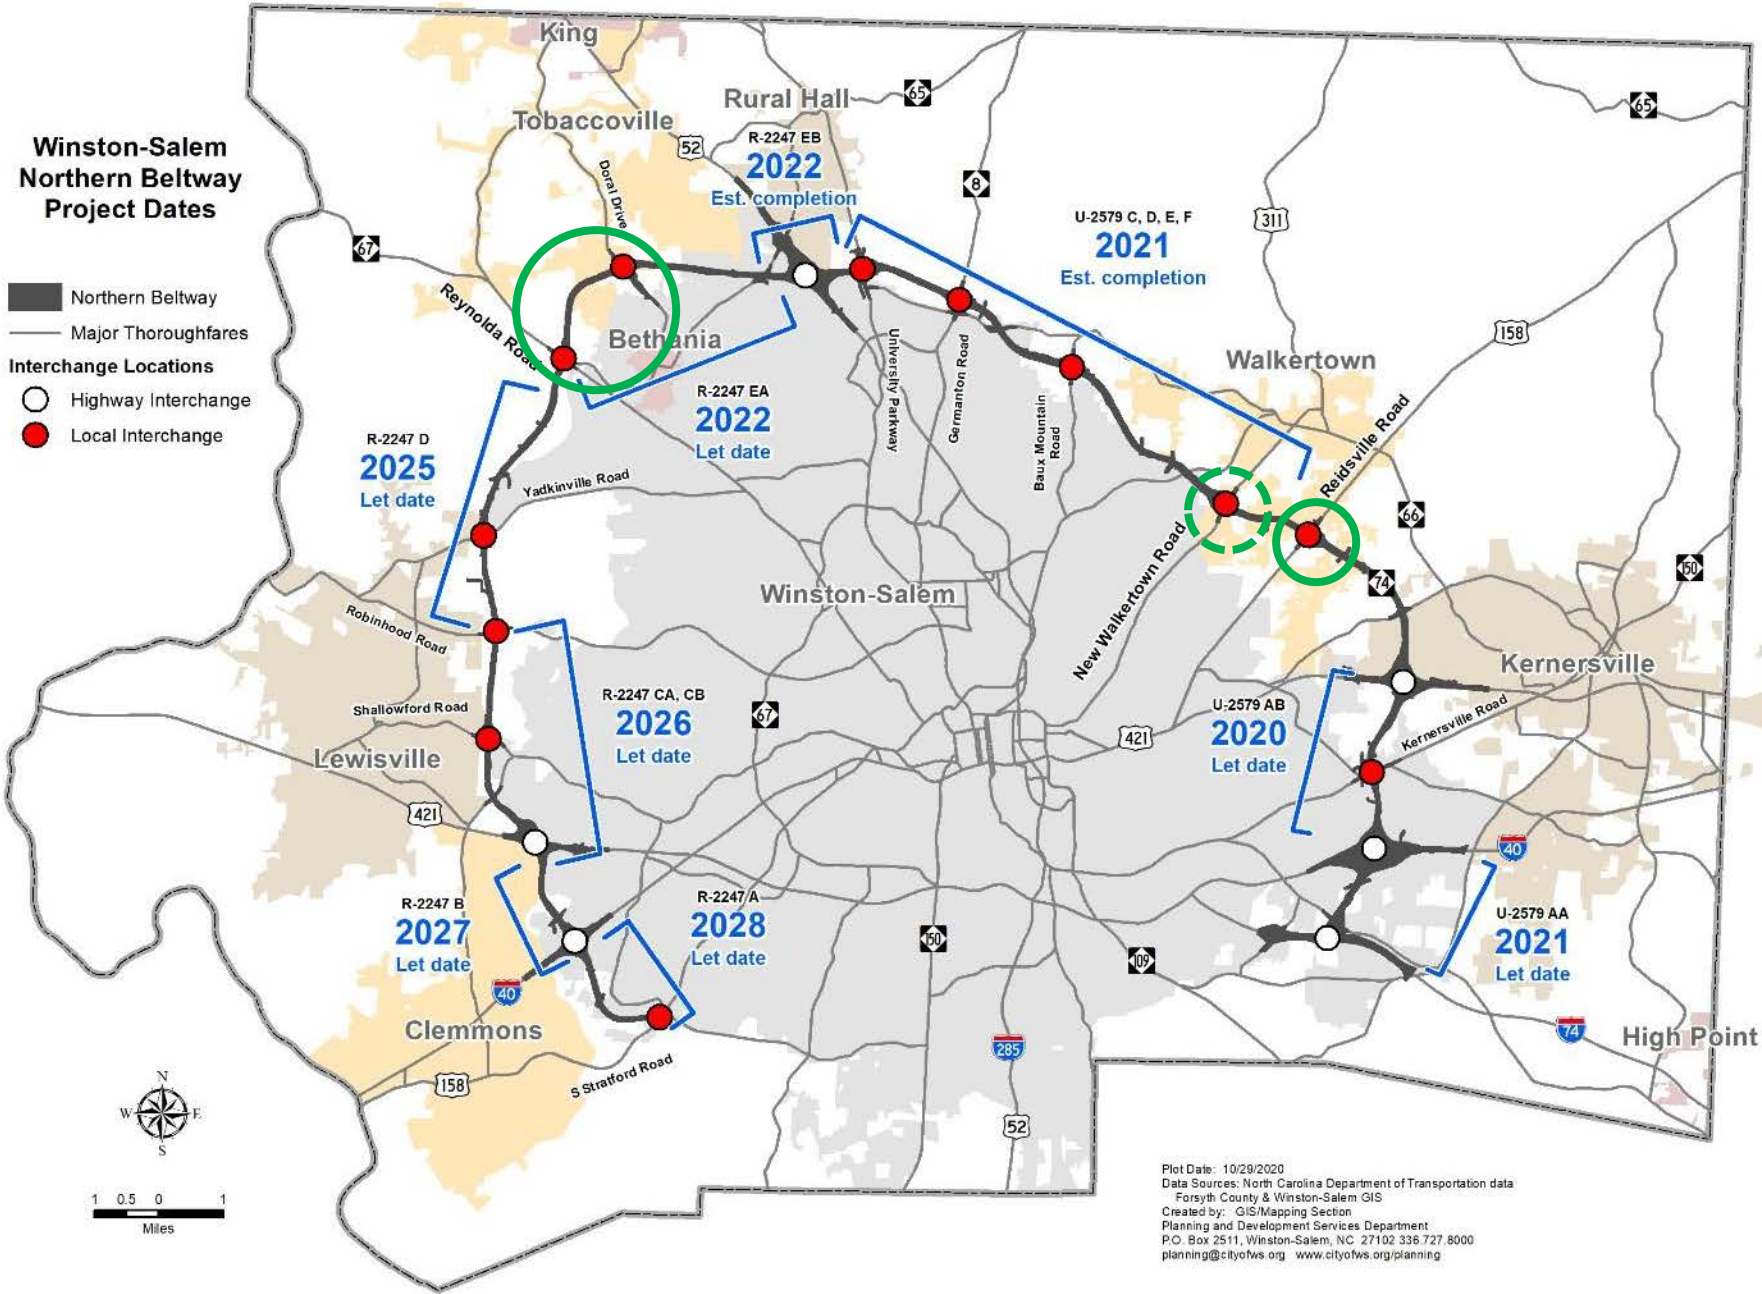 Winston-Salem
Northern Beltway
Project Dates
Northern Beltway
Major Thoroughfares
Interchange Locations
Highway Interchange
Local Interchange
King
Tobaccoville
Rural Hall
65
65
52
R-2247 EB
2022
Est. completion
Doral Drive
8
311
U-2579 C, D, E, F
2021
Est. completion
67
Reynolda Road
Bethania
158
Walkertown
University Parkway
Germanton Road
Baux Mountain
Road
R-2247 EA
2022
Let date
R-2247 D
2025
Let date
Yadkinville Road
Reidsville Road
66
New Walkertown Road
74
150
Winston-Salem
Robinhood Road
Kernersville
R-2247 CA, CB
2026
Let date
67
Shallowford Road
421
U-2579 AB
2020
Let date
Kernersville Road
Lewisville
421
40
R-2247 B
2027
Let date
R-2247 A
2028
Let date
150
109
U-2579 AA
2021
Let date
40
Clemmons
285
74
High Point
158
S Stratford Road
52
N
W
E
S
1 0.5 0 1
Miles
Plot Date: 10/29/2020
Data Sources: North Carolina Department of Transportation data
Forsyth County & Winston-Salem GIS
Created by: GIS/Mapping Section
Planning and Development Services Department
P.O. Box 2511, Winston-Salem, NC 27102 336.727.8000
planning@cityofws.org www.cityofws.org/planning